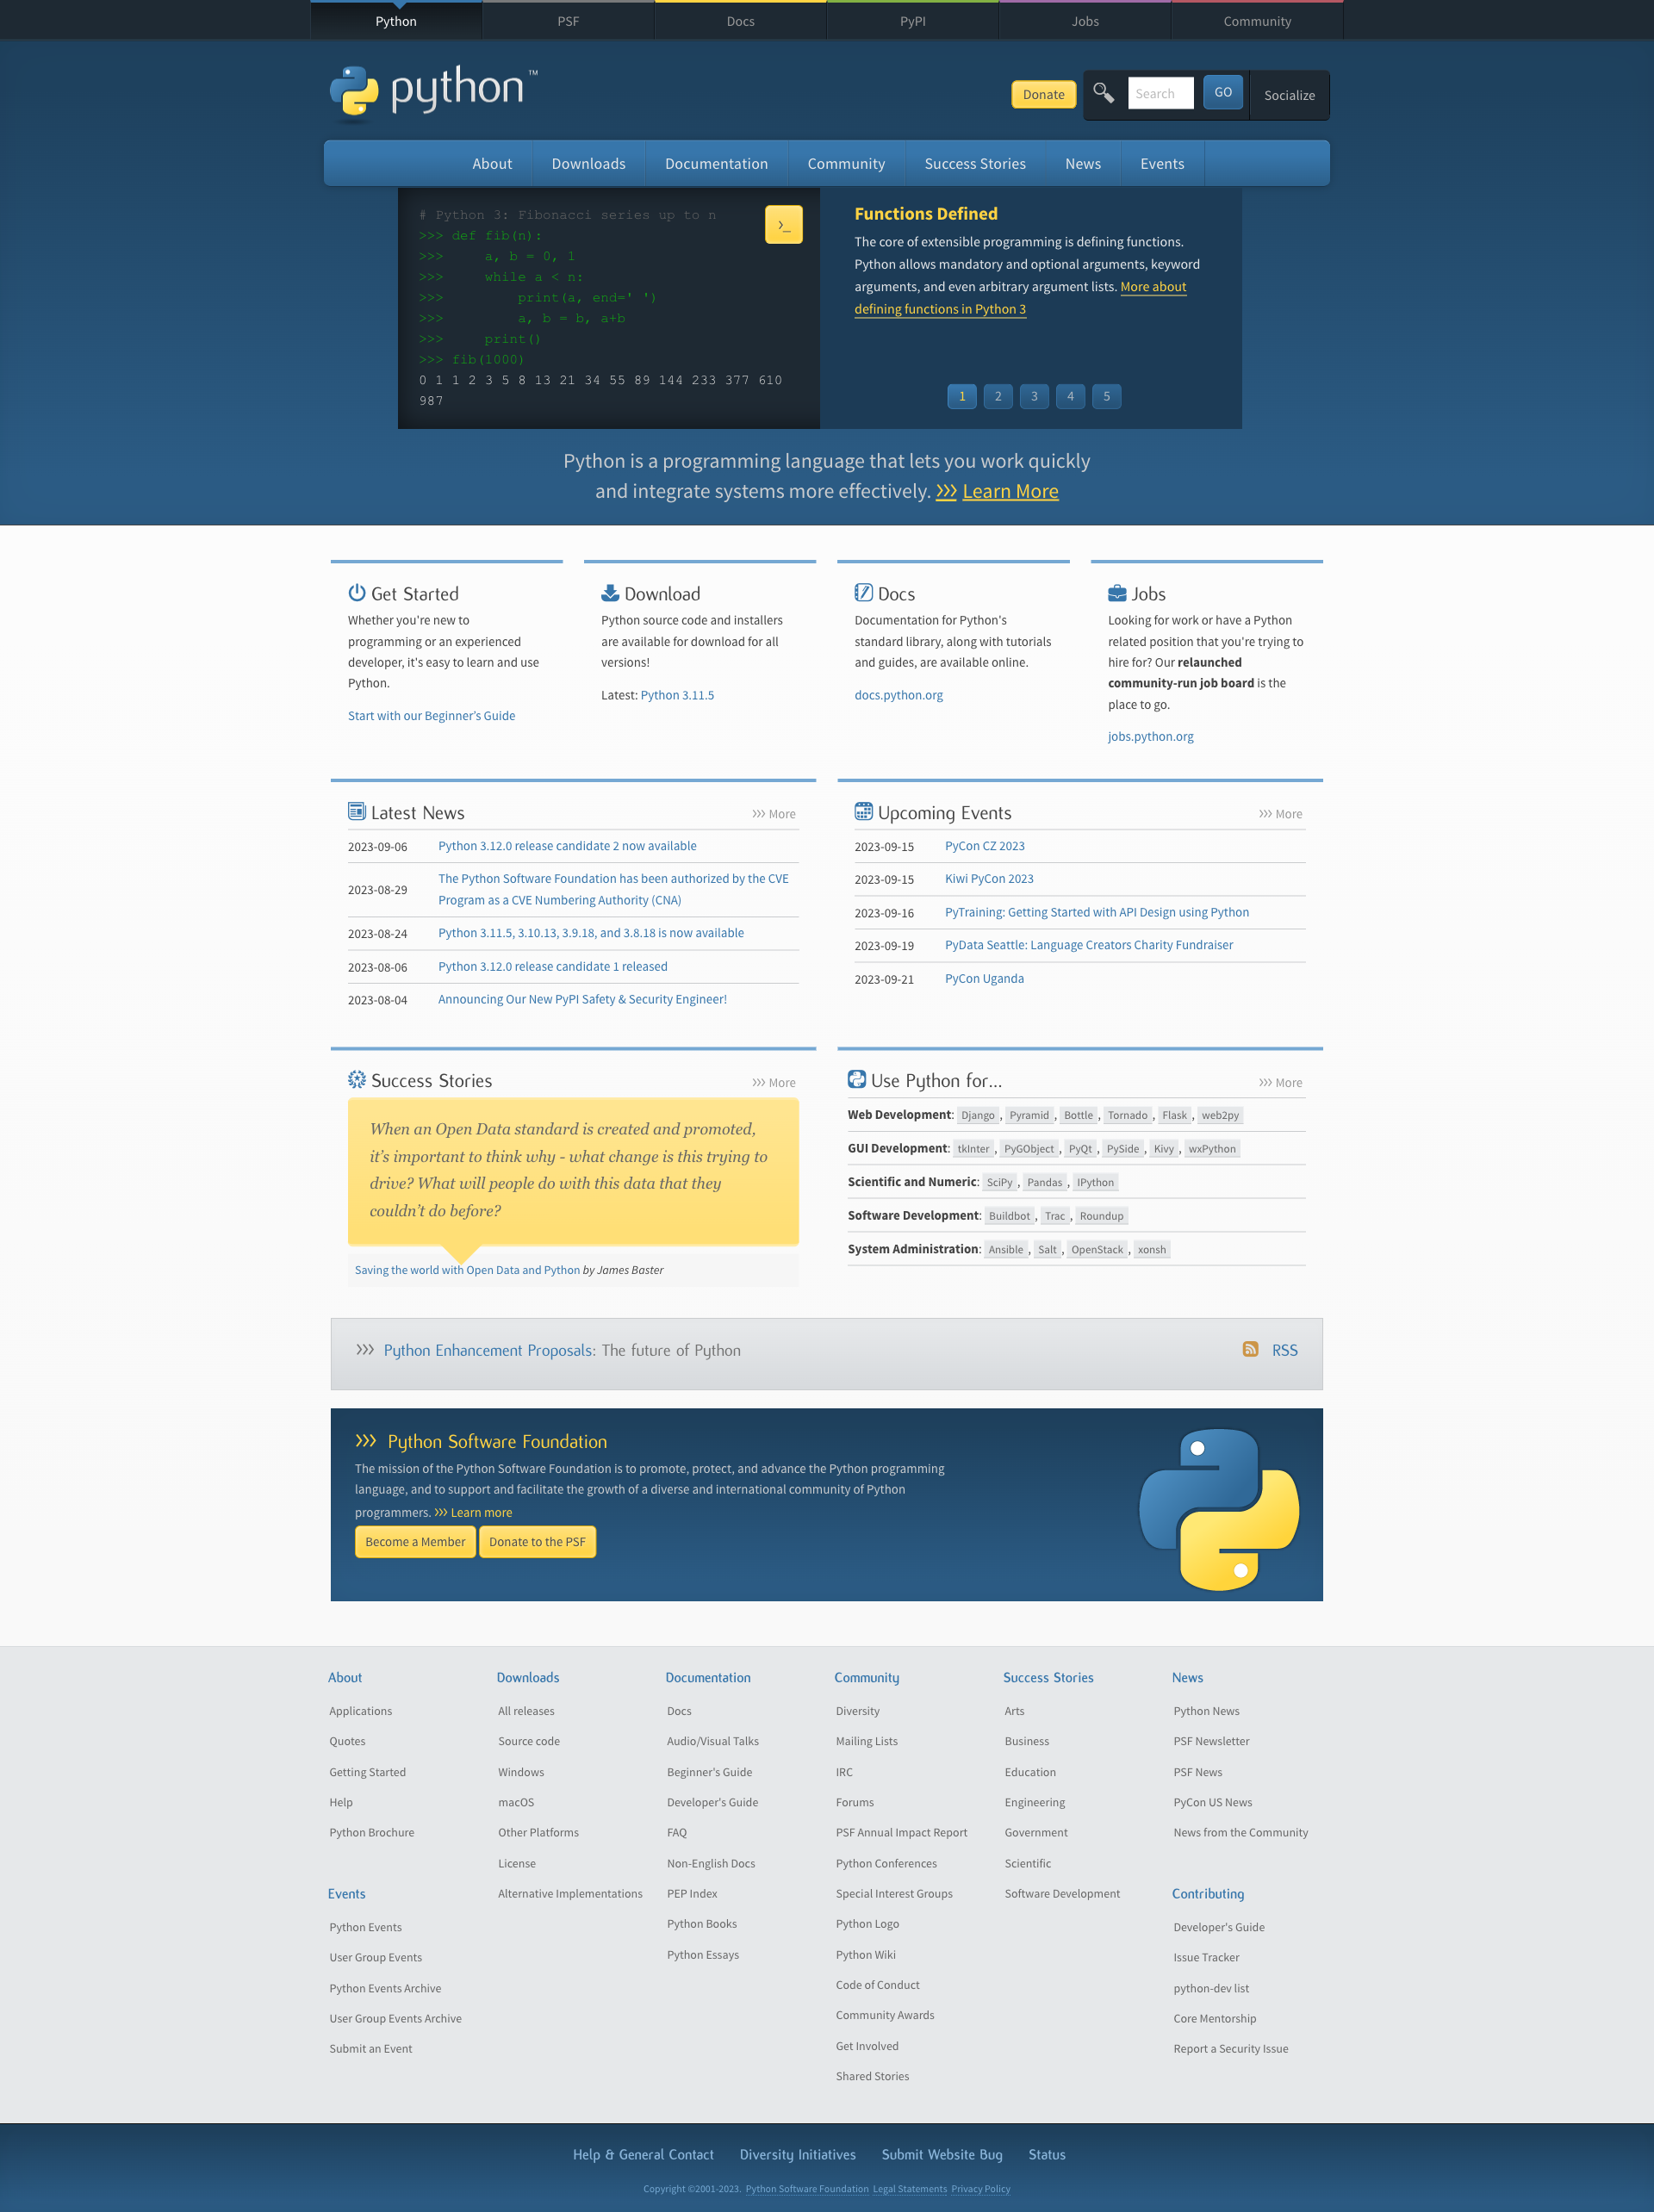 Python
PSF
Docs
PyPI
Jobs
Community
python™
Donate
Search
GO
Socialize
About
Downloads
Documentation
Community
Success Stories
News
Events
# Python 3: Fibonacci series up to n
>>> def fib(n):
>>>     a, b = 0, 1
>>>     while a < n:
>>>         print(a, end=' ')
>>>         a, b = b, a+b
>>>     print()
>>> fib(1000)
0 1 1 2 3 5 8 13 21 34 55 89 144 233 377 610
987
>_
Functions Defined
The core of extensible programming is defining functions.
Python allows mandatory and optional arguments, keyword
arguments, and even arbitrary argument lists. More about
defining functions in Python 3
1
2
3
4
5
Python is a programming language that lets you work quickly
and integrate systems more effectively. >>> Learn More
Get Started
Whether you're new to
programming or an experienced
developer, it's easy to learn and use
Python.
Start with our Beginner's Guide
Download
Python source code and installers
are available for download for all
versions!
Latest: Python 3.11.5
Docs
Documentation for Python's
standard library, along with tutorials
and guides, are available online.
docs.python.org
Jobs
Looking for work or have a Python
related position that you're trying to
hire for? Our relaunched
community-run job board is the
place to go.
jobs.python.org
Latest News
>>> More
2023-09-06 Python 3.12.0 release candidate 2 now available
2023-08-29 The Python Software Foundation has been authorized by the CVE
Program as a CVE Numbering Authority (CNA)
2023-08-24 Python 3.11.5, 3.10.13, 3.9.18, and 3.8.18 is now available
2023-08-06 Python 3.12.0 release candidate 1 released
2023-08-04 Announcing Our New PyPI Safety & Security Engineer!
Upcoming Events
>>> More
2023-09-15 PyCon CZ 2023
2023-09-15 Kiwi PyCon 2023
2023-09-16 PyTraining: Getting Started with API Design using Python
2023-09-19 PyData Seattle: Language Creators Charity Fundraiser
2023-09-21 PyCon Uganda
Success Stories
>>> More
When an Open Data standard is created and promoted,
it's important to think why - what change is this trying to
drive? What will people do with this data that they
couldn't do before?
Saving the world with Open Data and Python by James Baster
Use Python for…
>>> More
Web Development: Django , Pyramid , Bottle , Tornado , Flask , web2py
GUI Development: tkInter , PyGObject , PyQt , PySide , Kivy , wxPython
Scientific and Numeric: SciPy , Pandas , IPython
Software Development: Buildbot , Trac , Roundup
System Administration: Ansible , Salt , OpenStack , xonsh
>>> Python Enhancement Proposals: The future of Python
RSS
>>> Python Software Foundation
The mission of the Python Software Foundation is to promote, protect, and advance the Python programming
language, and to support and facilitate the growth of a diverse and international community of Python
programmers. >>> Learn more
Become a Member
Donate to the PSF
About
Applications
Quotes
Getting Started
Help
Python Brochure
Events
Python Events
User Group Events
Python Events Archive
User Group Events Archive
Submit an Event
Downloads
All releases
Source code
Windows
macOS
Other Platforms
License
Alternative Implementations
Documentation
Docs
Audio/Visual Talks
Beginner's Guide
Developer's Guide
FAQ
Non-English Docs
PEP Index
Python Books
Python Essays
Community
Diversity
Mailing Lists
IRC
Forums
PSF Annual Impact Report
Python Conferences
Special Interest Groups
Python Logo
Python Wiki
Code of Conduct
Community Awards
Get Involved
Shared Stories
Success Stories
Arts
Business
Education
Engineering
Government
Scientific
Software Development
News
Python News
PSF Newsletter
PSF News
PyCon US News
News from the Community
Contributing
Developer's Guide
Issue Tracker
python-dev list
Core Mentorship
Report a Security Issue
Help & General Contact
Diversity Initiatives
Submit Website Bug
Status
Copyright ©2001-2023. Python Software Foundation Legal Statements Privacy Policy